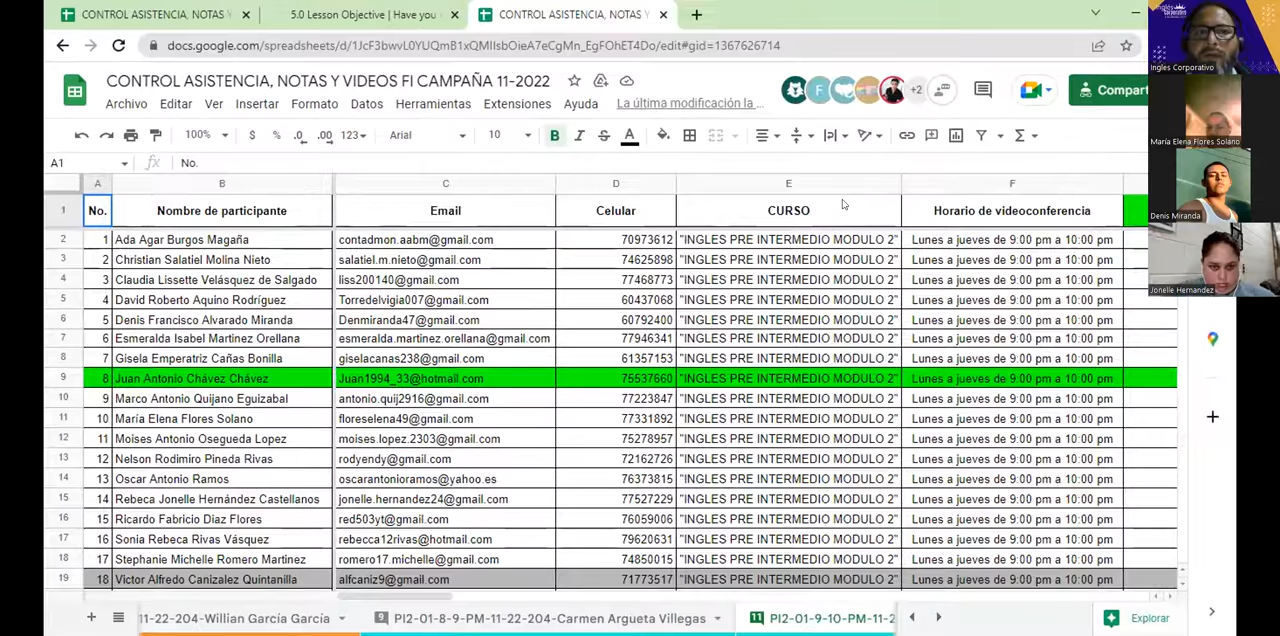 CONTROL ASISTENCIA, NOTAS Y
5.0 Lesson Objective | Have you
CONTROL ASISTENCIA, NOTAS Y
docs.google.com/spreadsheets/d/1JcF3bwvL0YUQmB1xQMIIsbOieA7eCgMn_EgFOhET4Do/edit#gid=1367626714
CONTROL ASISTENCIA, NOTAS Y VIDEOS FI CAMPAÑA 11-2022
+2
Compart
Archivo Editar Ver Insertar Formato Datos Herramientas Extensiones Ayuda La última modificación la ...
100% $ % .0 .00 123 Arial 10 B I S A
A1 fx No.
A B C D E F
1 No. Nombre de participante Email Celular CURSO Horario de videoconferencia
2 1 Ada Agar Burgos Magaña contadmon.aabm@gmail.com 70973612 "INGLES PRE INTERMEDIO MODULO 2" Lunes a jueves de 9:00 pm a 10:00 pm
3 2 Christian Salatiel Molina Nieto salatiel.m.nieto@gmail.com 74625898 "INGLES PRE INTERMEDIO MODULO 2" Lunes a jueves de 9:00 pm a 10:00 pm
4 3 Claudia Lissette Velásquez de Salgado liss200140@gmail.com 77468773 "INGLES PRE INTERMEDIO MODULO 2" Lunes a jueves de 9:00 pm a 10:00 pm
5 4 David Roberto Aquino Rodríguez Torredelvigia007@gmail.com 60437068 "INGLES PRE INTERMEDIO MODULO 2" Lunes a jueves de 9:00 pm a 10:00 pm
6 5 Denis Francisco Alvarado Miranda Denmiranda47@gmail.com 60792400 "INGLES PRE INTERMEDIO MODULO 2" Lunes a jueves de 9:00 pm a 10:00 pm
7 6 Esmeralda Isabel Martinez Orellana esmeralda.martinez.orellana@gmail.com 77946341 "INGLES PRE INTERMEDIO MODULO 2" Lunes a jueves de 9:00 pm a 10:00 pm
8 7 Gisela Emperatriz Cañas Bonilla giselacanas238@gmail.com 61357153 "INGLES PRE INTERMEDIO MODULO 2" Lunes a jueves de 9:00 pm a 10:00 pm
9 8 Juan Antonio Chávez Chávez Juan1994_33@hotmail.com 75537660 "INGLES PRE INTERMEDIO MODULO 2" Lunes a jueves de 9:00 pm a 10:00 pm
10 9 Marco Antonio Quijano Eguizabal antonio.quij2916@gmail.com 77223847 "INGLES PRE INTERMEDIO MODULO 2" Lunes a jueves de 9:00 pm a 10:00 pm
11 10 María Elena Flores Solano floreselena49@gmail.com 77331892 "INGLES PRE INTERMEDIO MODULO 2" Lunes a jueves de 9:00 pm a 10:00 pm
12 11 Moises Antonio Osegueda Lopez moises.lopez.2303@gmail.com 75278957 "INGLES PRE INTERMEDIO MODULO 2" Lunes a jueves de 9:00 pm a 10:00 pm
13 12 Nelson Rodimiro Pineda Rivas rodyendy@gmail.com 72162726 "INGLES PRE INTERMEDIO MODULO 2" Lunes a jueves de 9:00 pm a 10:00 pm
14 13 Oscar Antonio Ramos oscarantonioramos@yahoo.es 76373815 "INGLES PRE INTERMEDIO MODULO 2" Lunes a jueves de 9:00 pm a 10:00 pm
15 14 Rebeca Jonelle Hernández Castellanos jonelle.hernandez24@gmail.com 77527229 "INGLES PRE INTERMEDIO MODULO 2" Lunes a jueves de 9:00 pm a 10:00 pm
16 15 Ricardo Fabricio Diaz Flores red503yt@gmail.com 76059006 "INGLES PRE INTERMEDIO MODULO 2" Lunes a jueves de 9:00 pm a 10:00 pm
17 16 Sonia Rebeca Rivas Vásquez rebecca12rivas@hotmail.com 79620631 "INGLES PRE INTERMEDIO MODULO 2" Lunes a jueves de 9:00 pm a 10:00 pm
18 17 Stephanie Michelle Romero Martinez romero17.michelle@gmail.com 74850015 "INGLES PRE INTERMEDIO MODULO 2" Lunes a jueves de 9:00 pm a 10:00 pm
19 18 Victor Alfredo Canizalez Quintanilla alfcaniz9@gmail.com 71773517 "INGLES PRE INTERMEDIO MODULO 2" Lunes a jueves de 9:00 pm a 10:00 pm
11-22-204-Willian García García 9 PI2-01-8-9-PM-11-22-204-Carmen Argueta Villegas 11 PI2-01-9-10-PM-11-2 Explorar
Ingles Corporativo
María Elena Flores Solano
Denis Miranda
Jonelle Hernandez